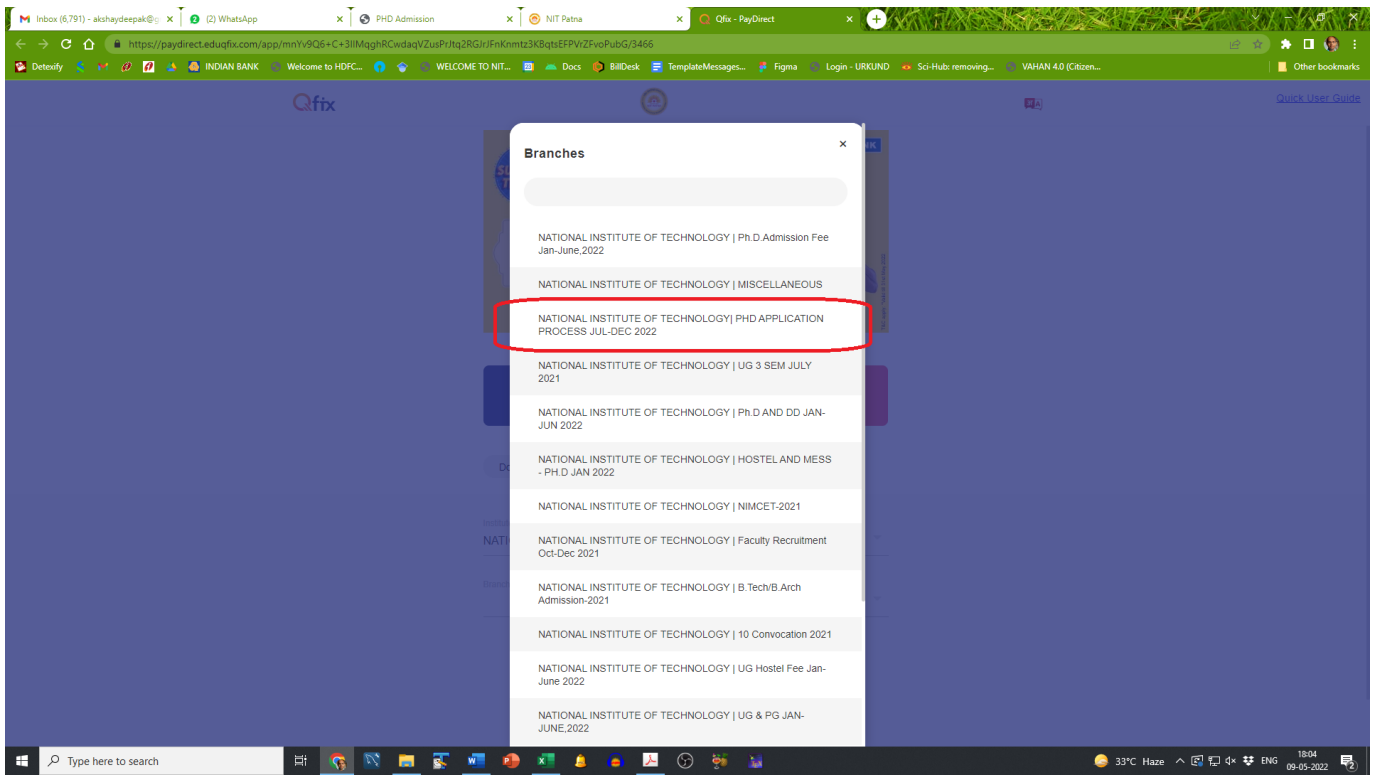 Inbox (6,791) - akshaydeepak@g
(2) WhatsApp
PHD Admission
NIT Patna
Qfix - PayDirect
https://paydirect.eduqfix.com/app/
Detexify
INDIAN BANK
Welcome to HDFC...
WELCOME TO NIT...
Docs
BillDesk
TemplateMessages...
Figma
Login - URKUND
Sci-Hub: removing...
VAHAN 4.0 (Citizen...
Other bookmarks
Qfix
Quick User Guide
Branches
NATIONAL INSTITUTE OF TECHNOLOGY | Ph.D.Admission Fee
Jan-June,2022
NATIONAL INSTITUTE OF TECHNOLOGY | MISCELLANEOUS
NATIONAL INSTITUTE OF TECHNOLOGY| PHD APPLICATION
PROCESS JUL-DEC 2022
NATIONAL INSTITUTE OF TECHNOLOGY | UG 3 SEM JULY
2021
NATIONAL INSTITUTE OF TECHNOLOGY | Ph.D AND DD JAN-
JUN 2022
NATIONAL INSTITUTE OF TECHNOLOGY | HOSTEL AND MESS
- PH.D JAN 2022
NATIONAL INSTITUTE OF TECHNOLOGY | NIMCET-2021
NATI
NATIONAL INSTITUTE OF TECHNOLOGY | Faculty Recruitment
Oct-Dec 2021
NATIONAL INSTITUTE OF TECHNOLOGY | B.Tech/B.Arch
Admission-2021
NATIONAL INSTITUTE OF TECHNOLOGY | 10 Convocation 2021
NATIONAL INSTITUTE OF TECHNOLOGY | UG Hostel Fee Jan-
June 2022
NATIONAL INSTITUTE OF TECHNOLOGY | UG & PG JAN-
JUNE,2022
Type here to search
33°C Haze
ENG
18:04
09-05-2022